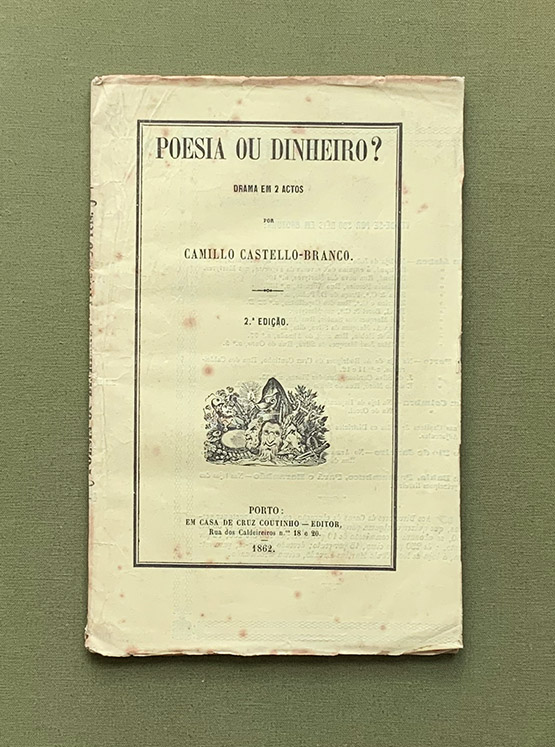 POESIA OU DINHEIRO?
DRAMA EM 2 ACTOS
POR
CAMILLO CASTELLO-BRANCO.
2.ª EDIÇÃO.
PORTO:
EM CASA DE CRUZ COUTINHO — EDITOR,
Rua dos Caldeireiros n.ᵒˢ 18 e 20.
1862.